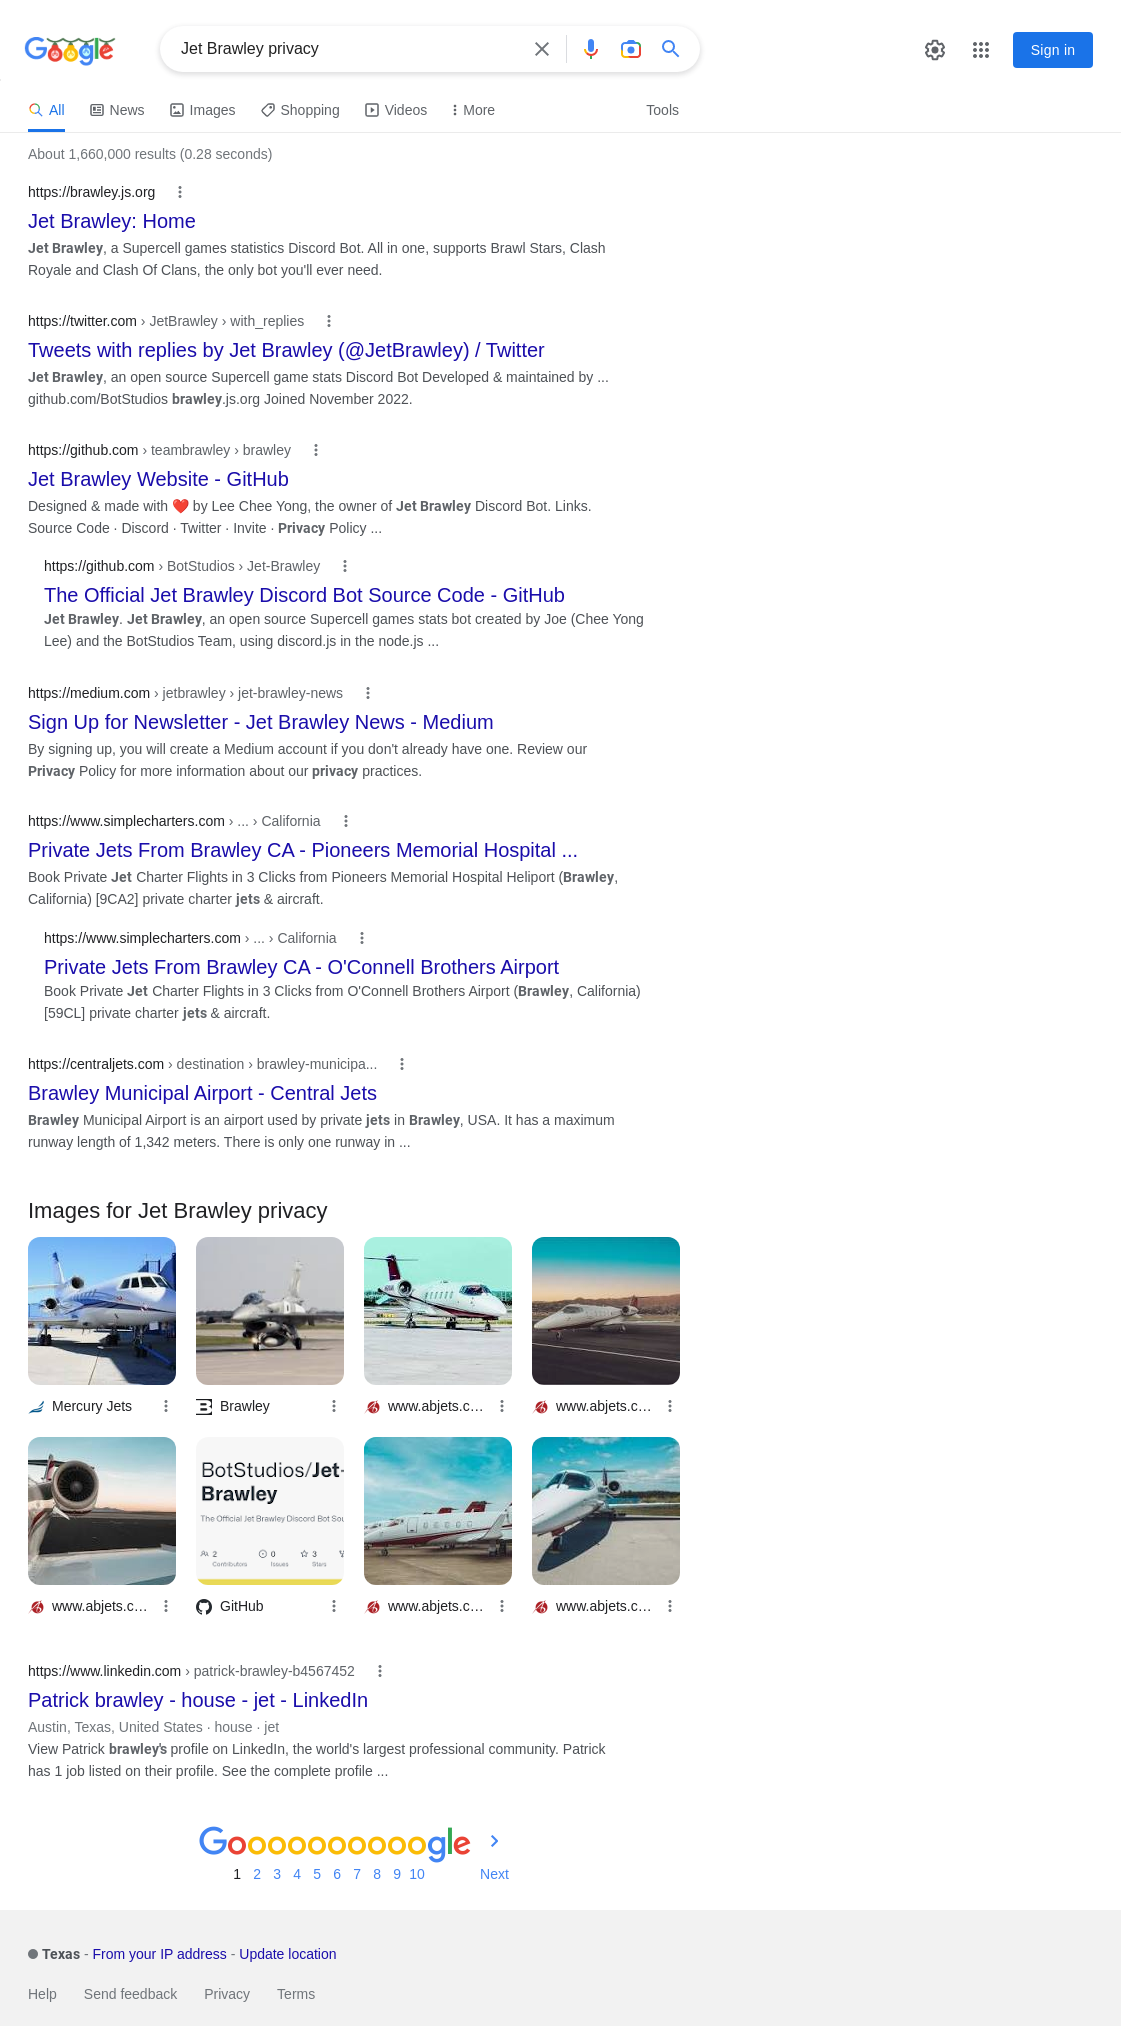 Google
Jet Brawley privacy
Sign in
All
News
Images
Shopping
Videos
More
Tools
About 1,660,000 results (0.28 seconds)
https://brawley.js.org
Jet Brawley: Home
Jet Brawley, a Supercell games statistics Discord Bot. All in one, supports Brawl Stars, Clash
Royale and Clash Of Clans, the only bot you'll ever need.
https://twitter.com › JetBrawley › with_replies
Tweets with replies by Jet Brawley (@JetBrawley) / Twitter
Jet Brawley, an open source Supercell game stats Discord Bot Developed & maintained by ...
github.com/BotStudios brawley.js.org Joined November 2022.
https://github.com › teambrawley › brawley
Jet Brawley Website - GitHub
Designed & made with ❤️ by Lee Chee Yong, the owner of Jet Brawley Discord Bot. Links.
Source Code · Discord · Twitter · Invite · Privacy Policy ...
https://github.com › BotStudios › Jet-Brawley
The Official Jet Brawley Discord Bot Source Code - GitHub
Jet Brawley. Jet Brawley, an open source Supercell games stats bot created by Joe (Chee Yong
Lee) and the BotStudios Team, using discord.js in the node.js ...
https://medium.com › jetbrawley › jet-brawley-news
Sign Up for Newsletter - Jet Brawley News - Medium
By signing up, you will create a Medium account if you don't already have one. Review our
Privacy Policy for more information about our privacy practices.
https://www.simplecharters.com › ... › California
Private Jets From Brawley CA - Pioneers Memorial Hospital ...
Book Private Jet Charter Flights in 3 Clicks from Pioneers Memorial Hospital Heliport (Brawley,
California) [9CA2] private charter jets & aircraft.
https://www.simplecharters.com › ... › California
Private Jets From Brawley CA - O'Connell Brothers Airport
Book Private Jet Charter Flights in 3 Clicks from O'Connell Brothers Airport (Brawley, California)
[59CL] private charter jets & aircraft.
https://centraljets.com › destination › brawley-municipa...
Brawley Municipal Airport - Central Jets
Brawley Municipal Airport is an airport used by private jets in Brawley, USA. It has a maximum
runway length of 1,342 meters. There is only one runway in ...
Images for Jet Brawley privacy
Mercury Jets
Brawley
www.abjets.c...
www.abjets.c...
BotStudios/Jet-
Brawley
The Official Jet Brawley Discord Bot Sou
2 0 3
Contributors Issues Stars
www.abjets.c...
GitHub
www.abjets.c...
www.abjets.c...
https://www.linkedin.com › patrick-brawley-b4567452
Patrick brawley - house - jet - LinkedIn
Austin, Texas, United States · house · jet
View Patrick brawley's profile on LinkedIn, the world's largest professional community. Patrick
has 1 job listed on their profile. See the complete profile ...
Goooooooooogle
1 2 3 4 5 6 7 8 9 10 Next
Texas - From your IP address - Update location
Help
Send feedback
Privacy
Terms